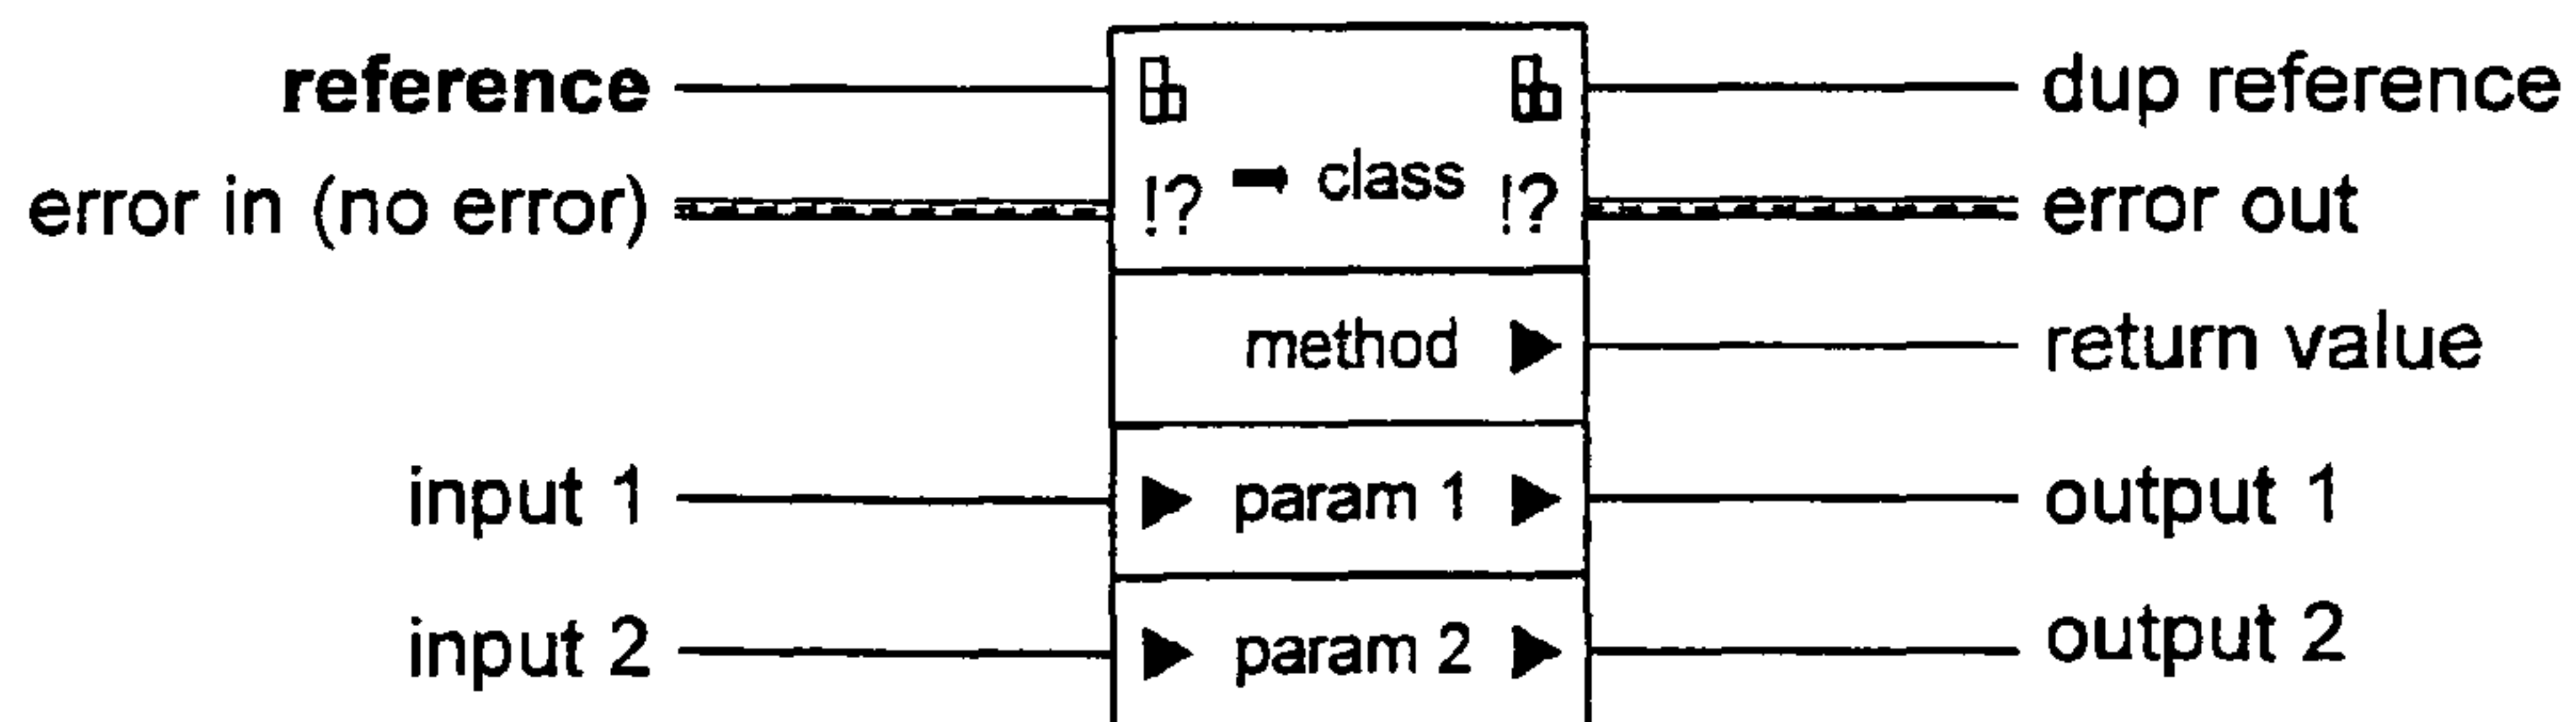 reference dup reference
error in (no error) !? class !? error out
method return value
input 1 param 1 output 1
input 2 param 2 output 2